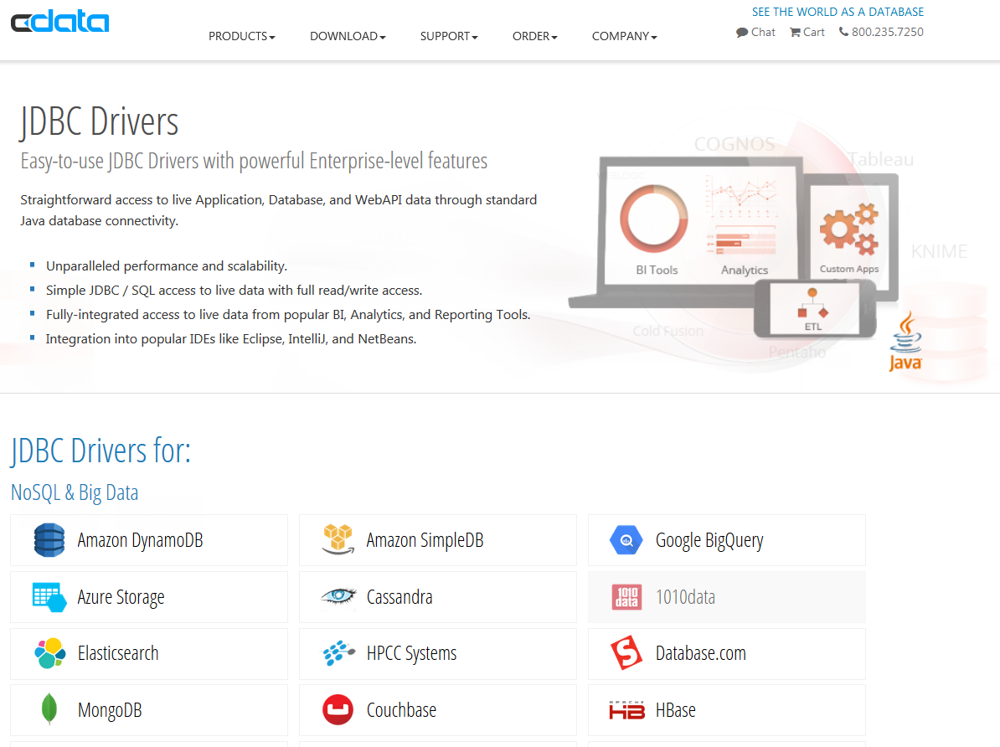 cdata
PRODUCTS
DOWNLOAD
SUPPORT
ORDER
COMPANY
SEE THE WORLD AS A DATABASE
Chat
Cart
800.235.7250
JDBC Drivers
Easy-to-use JDBC Drivers with powerful Enterprise-level features
Straightforward access to live Application, Database, and WebAPI data through standard
Java database connectivity.
Unparalleled performance and scalability.
Simple JDBC / SQL access to live data with full read/write access.
Fully-integrated access to live data from popular BI, Analytics, and Reporting Tools.
Integration into popular IDEs like Eclipse, IntelliJ, and NetBeans.
COGNOS
Tableau
KNIME
BI Tools
Analytics
Custom Apps
ETL
Cold Fusion
Pentaho
Java
JDBC Drivers for:
NoSQL & Big Data
Amazon DynamoDB
Amazon SimpleDB
Google BigQuery
Azure Storage
Cassandra
1010 data
1010data
Elasticsearch
HPCC Systems
Database.com
MongoDB
Couchbase
APACHE
HB
HBase